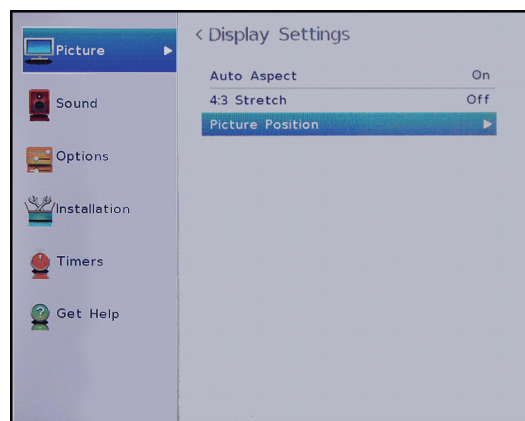 Picture
Sound
Options
Installation
Timers
Get Help
Display Settings
Auto Aspect On
4:3 Stretch Off
Picture Position